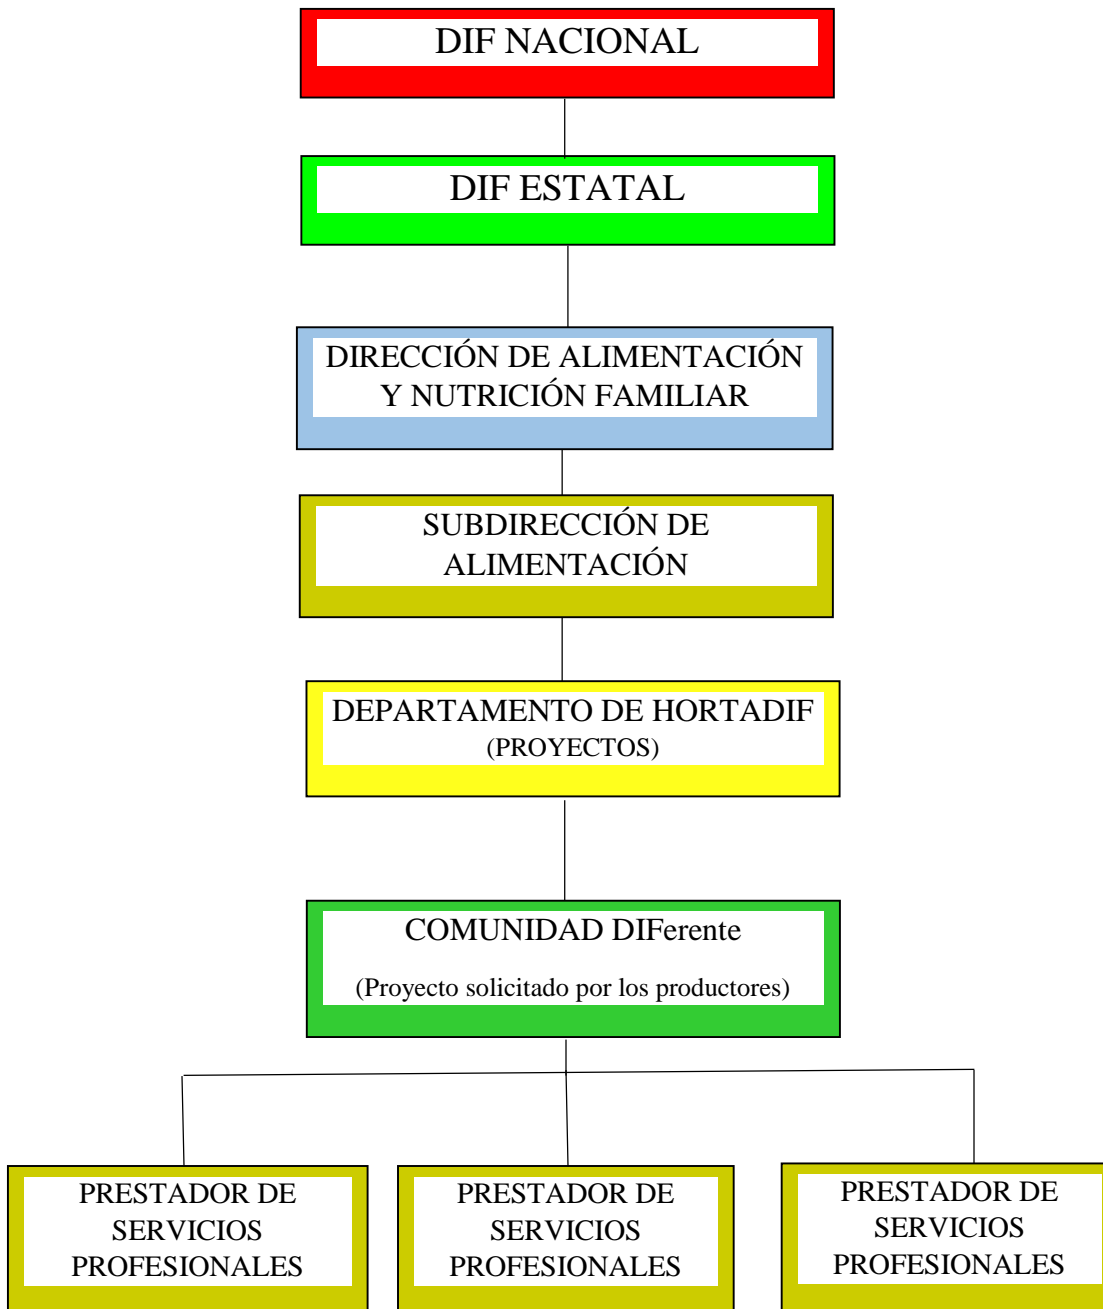 DIF NACIONAL
DIF ESTATAL
DIRECCIÓN DE ALIMENTACIÓN
Y NUTRICIÓN FAMILIAR
SUBDIRECCIÓN DE
ALIMENTACIÓN
DEPARTAMENTO DE HORTADIF
(PROYECTOS)
COMUNIDAD DIFerente
(Proyecto solicitado por los productores)
PRESTADOR DE
SERVICIOS
PROFESIONALES
PRESTADOR DE
SERVICIOS
PROFESIONALES
PRESTADOR DE
SERVICIOS
PROFESIONALES